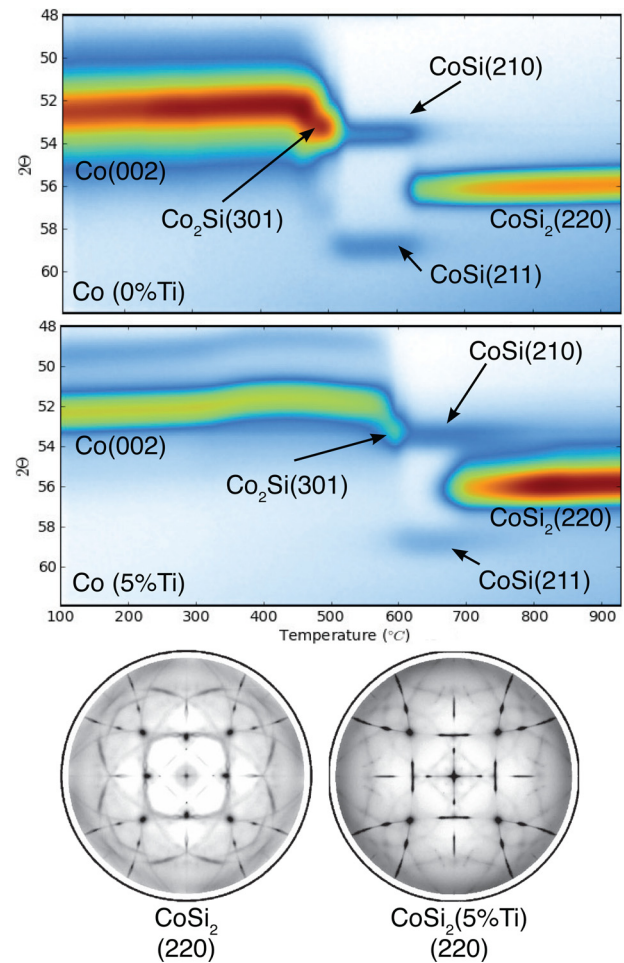 48
50
52
54
56
58
60
2Θ
CoSi(210)
Co(002)
Co₂Si(301)
CoSi₂(220)
CoSi(211)
Co (0%Ti)
48
50
52
54
56
58
60
2Θ
CoSi(210)
Co(002)
Co₂Si(301)
CoSi₂(220)
CoSi(211)
Co (5%Ti)
100 200 300 400 500 600 700 800 900
Temperature (°C)
CoSi₂
(220)
CoSi₂(5%Ti)
(220)